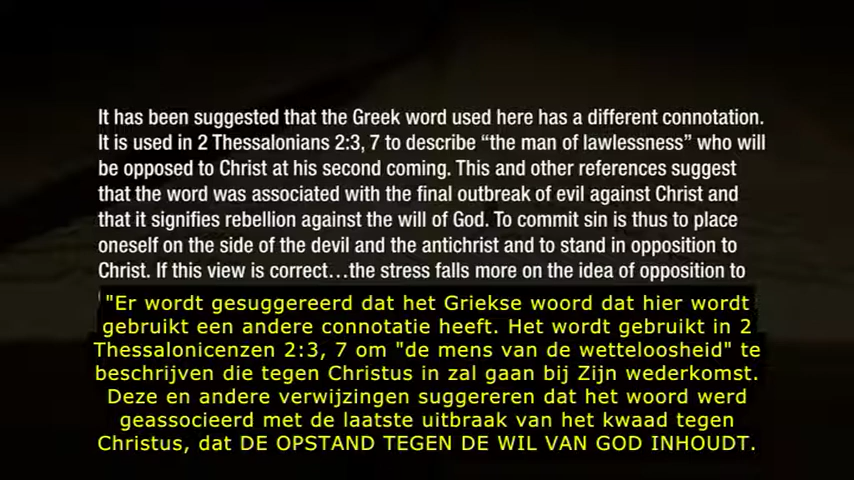 It has been suggested that the Greek word used here has a different connotation.
It is used in 2 Thessalonians 2:3, 7 to describe “the man of lawlessness” who will
be opposed to Christ at his second coming. This and other references suggest
that the word was associated with the final outbreak of evil against Christ and
that it signifies rebellion against the will of God. To commit sin is thus to place
oneself on the side of the devil and the antichrist and to stand in opposition to
Christ. If this view is correct…the stress falls more on the idea of opposition to
"Er wordt gesuggereerd dat het Griekse woord dat hier wordt
gebruikt een andere connotatie heeft. Het wordt gebruikt in 2
Thessalonicenzen 2:3, 7 om "de mens van de wetteloosheid" te
beschrijven die tegen Christus in zal gaan bij Zijn wederkomst.
Deze en andere verwijzingen suggereren dat het woord werd
geassocieerd met de laatste uitbraak van het kwaad tegen
Christus, dat DE OPSTAND TEGEN DE WIL VAN GOD INHOUDT.